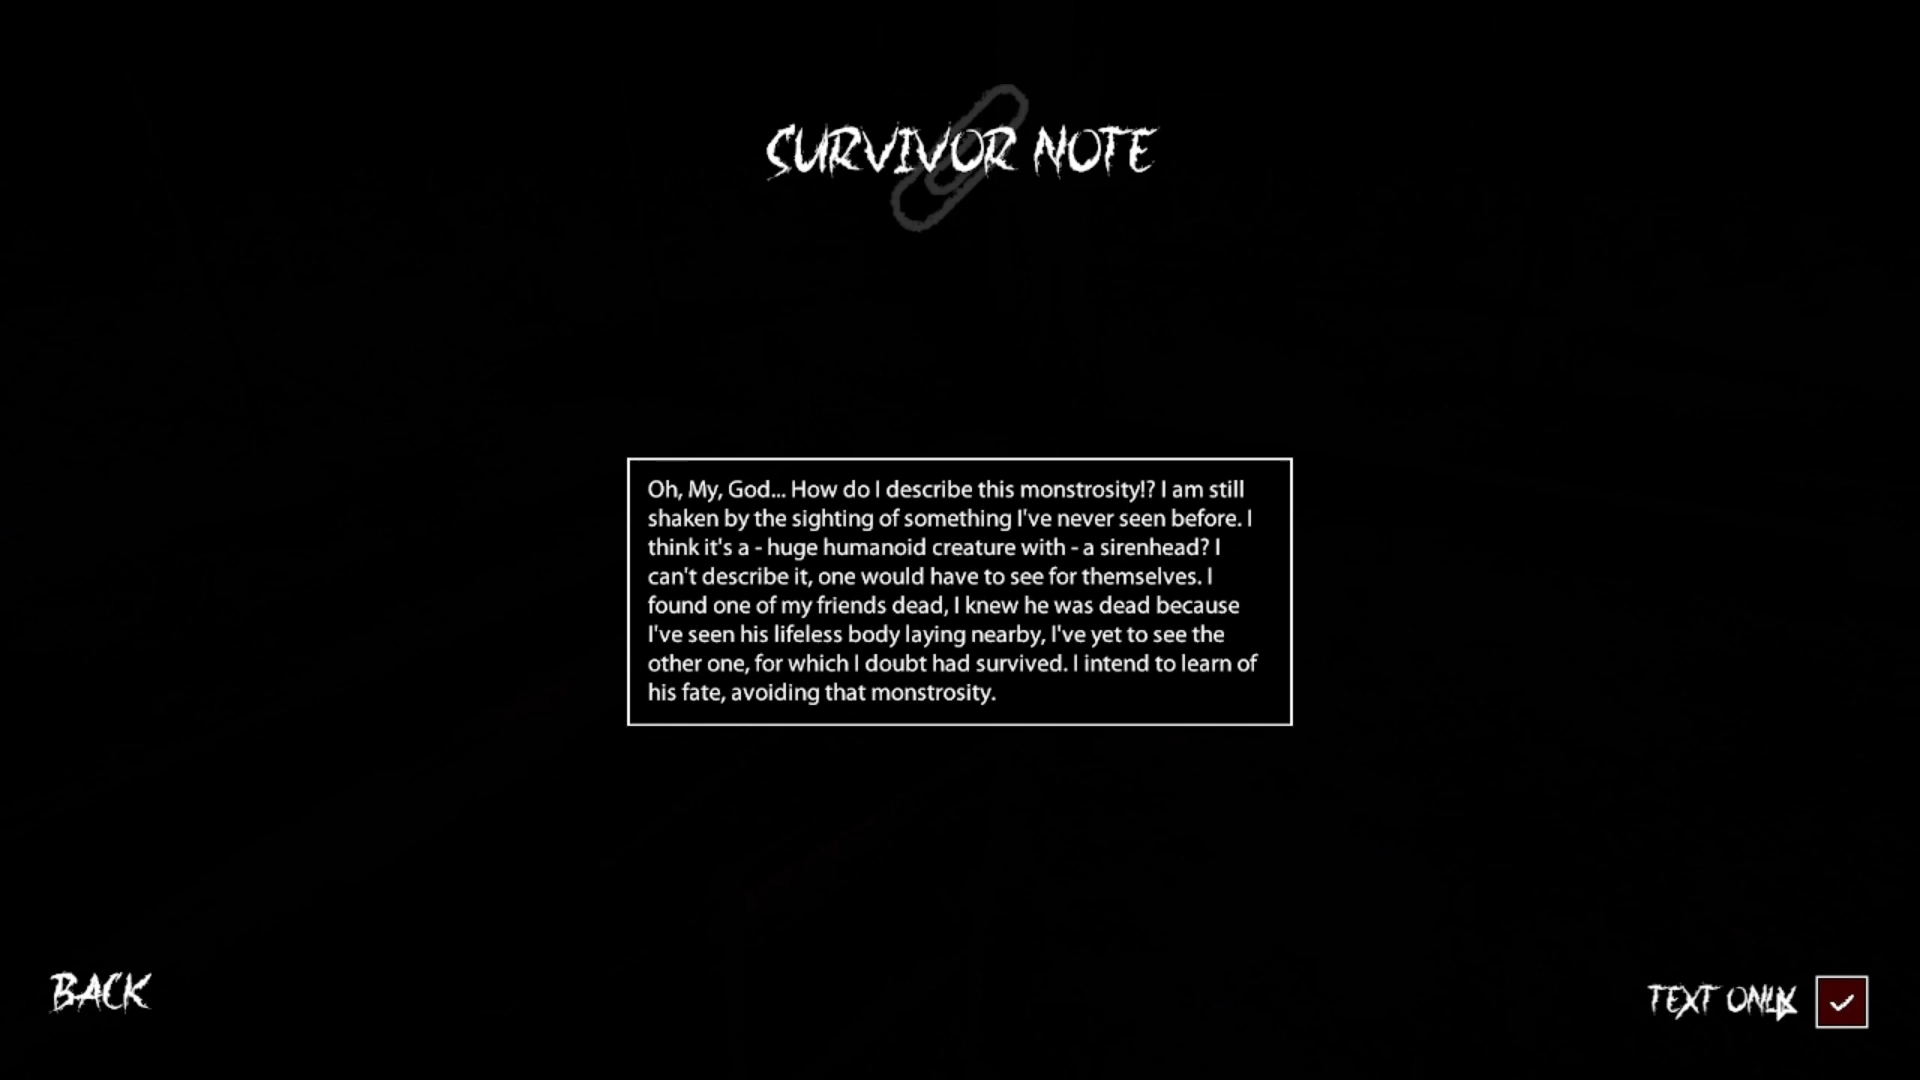 SURVIVOR NOTE
Oh, My, God... How do I describe this monstrosity!? I am still
shaken by the sighting of something I've never seen before. I
think it's a - huge humanoid creature with - a sirenhead? I
can't describe it, one would have to see for themselves. I
found one of my friends dead, I knew he was dead because
I've seen his lifeless body laying nearby, I've yet to see the
other one, for which I doubt had survived. I intend to learn of
his fate, avoiding that monstrosity.
BACK
TEXT ONLY